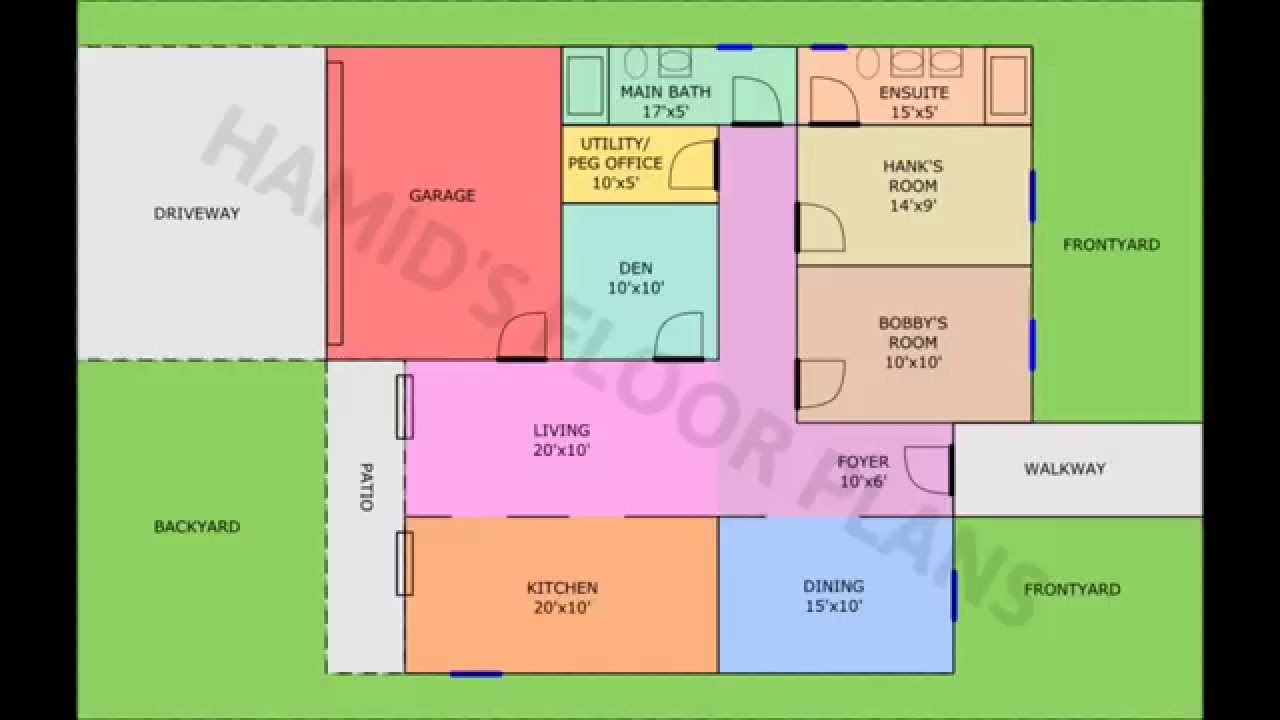 MAIN BATH
17'x5'
ENSUITE
15'x5'
UTILITY/
PEG OFFICE
10'x5'
HANK'S
ROOM
14'x9'
GARAGE
DRIVEWAY
FRONTYARD
DEN
10'x10'
BOBBY'S
ROOM
10'x10'
LIVING
20'x10'
FOYER
10'x6'
WALKWAY
PATIO
BACKYARD
KITCHEN
20'x10'
DINING
15'x10'
FRONTYARD
HAMID'S FLOOR PLANS